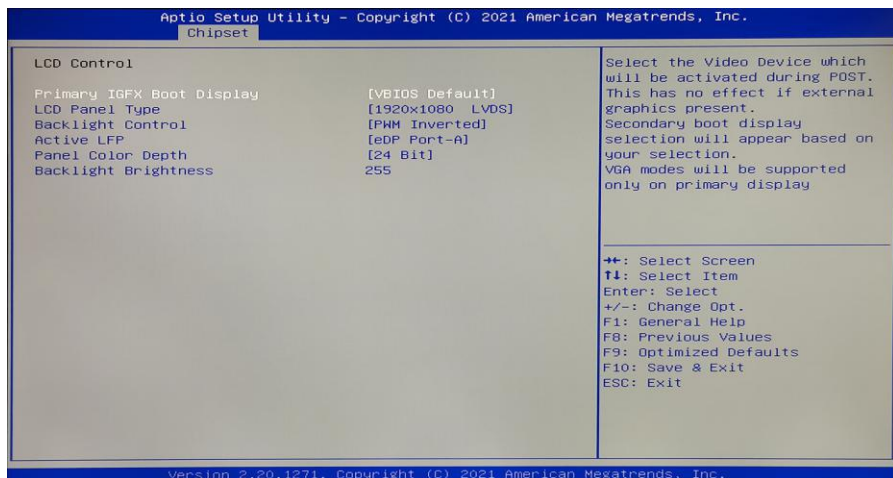 Aptio Setup Utility – Copyright (C) 2021 American Megatrends, Inc.
Chipset
LCD Control
Primary IGFX Boot Display [VBIOS Default]
LCD Panel Type [1920x1080 LVDS]
Backlight Control [PWM Inverted]
Active LFP [eDP Port-A]
Panel Color Depth [24 Bit]
Backlight Brightness 255
Select the Video Device which
will be activated during POST.
This has no effect if external
graphics present.
Secondary boot display
selection will appear based on
your selection.
VGA modes will be supported
only on primary display
→←: Select Screen
↑↓: Select Item
Enter: Select
+/-: Change Opt.
F1: General Help
F8: Previous Values
F9: Optimized Defaults
F10: Save & Exit
ESC: Exit
Version 2.20.1271. Copyright (C) 2021 American Megatrends, Inc.